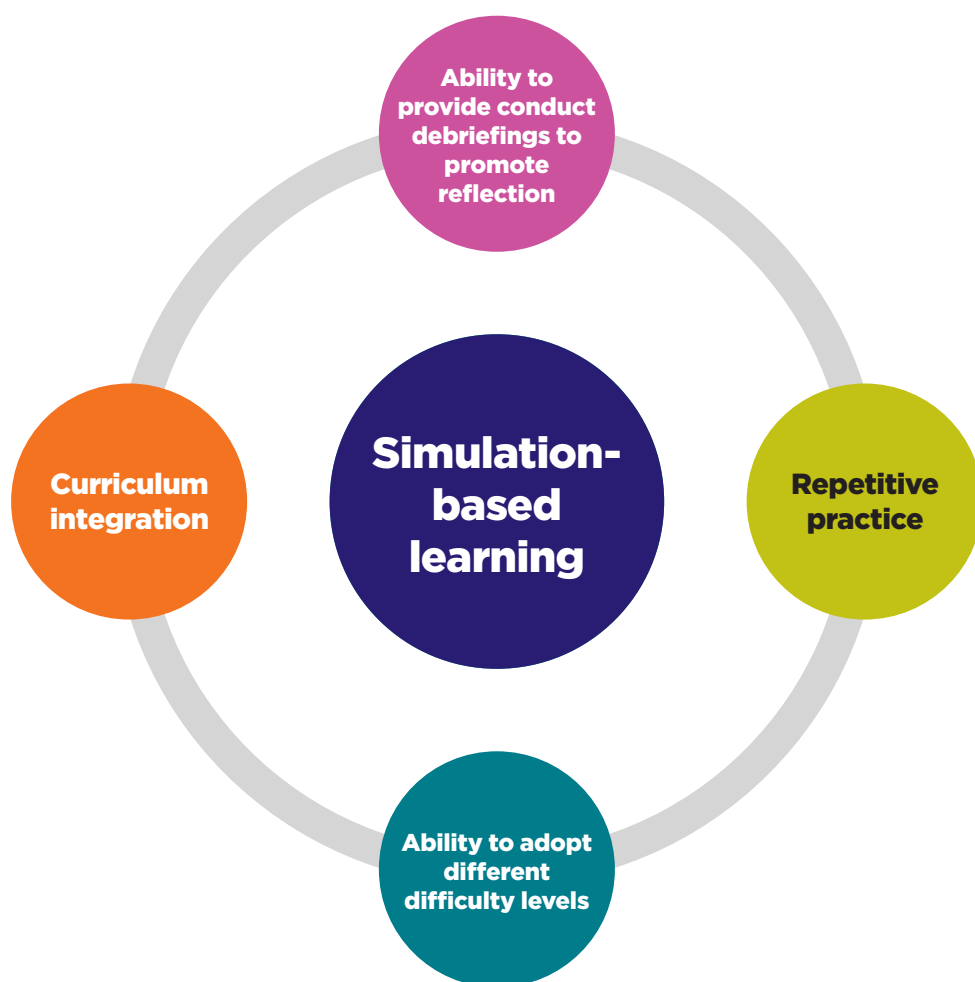 Ability to
provide conduct
debriefings to
promote
reflection
Curriculum
integration
Simulation-
based
learning
Repetitive
practice
Ability to adopt
different
difficulty levels